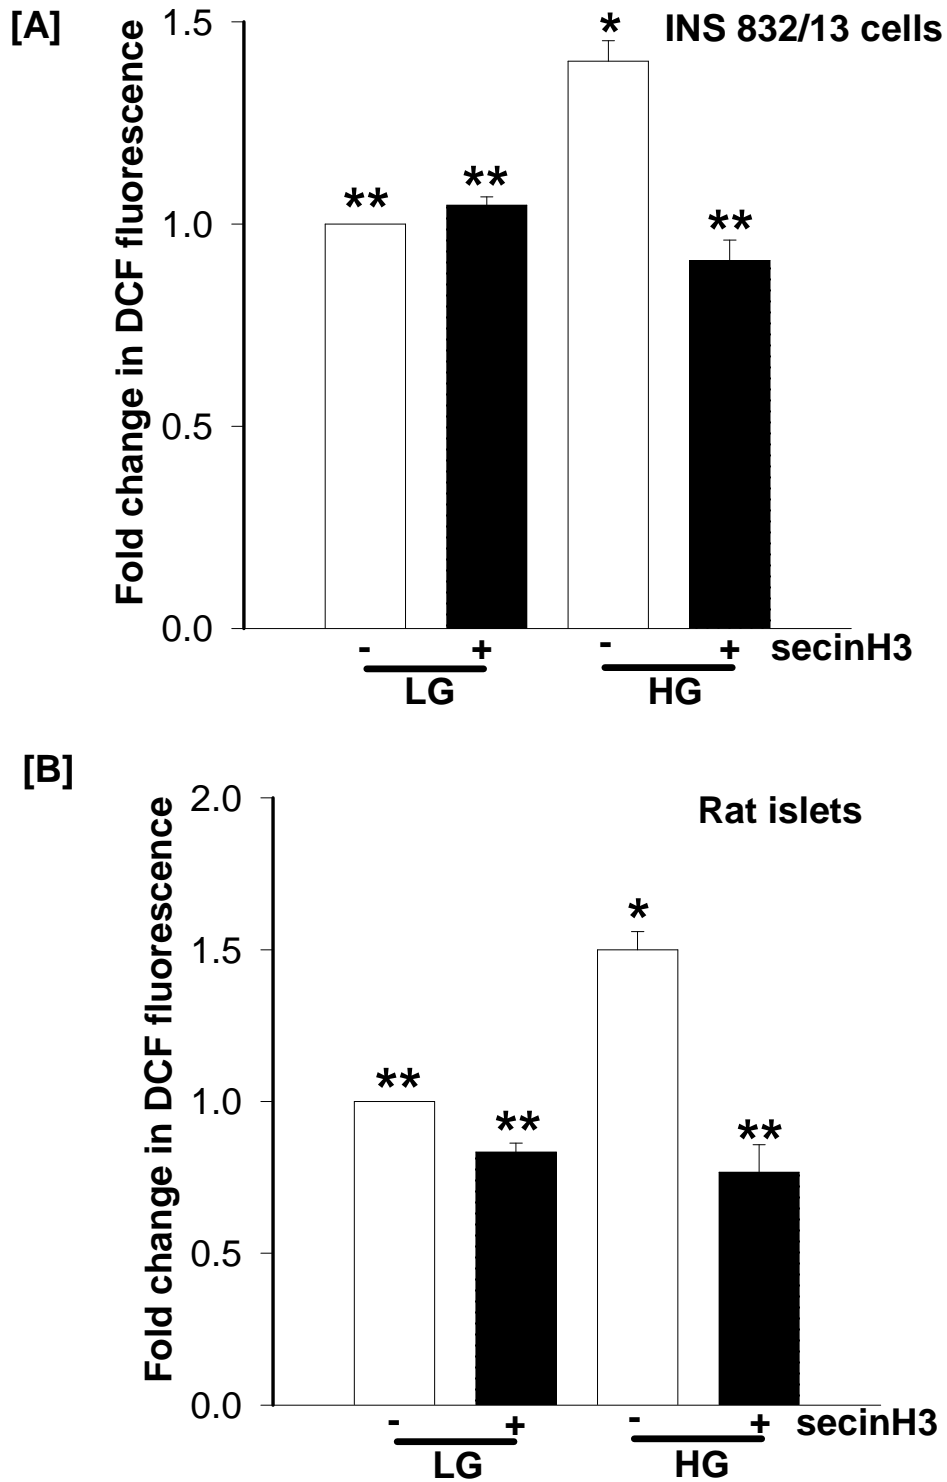 [A]
INS 832/13 cells
Fold change in DCF fluorescence
1.5
1.0
0.5
0.0
*
**
**
**
- + - + secinH3
LG HG
[B]
Rat islets
Fold change in DCF fluorescence
2.0
1.5
1.0
0.5
0.0
*
**
**
**
- + - + secinH3
LG HG